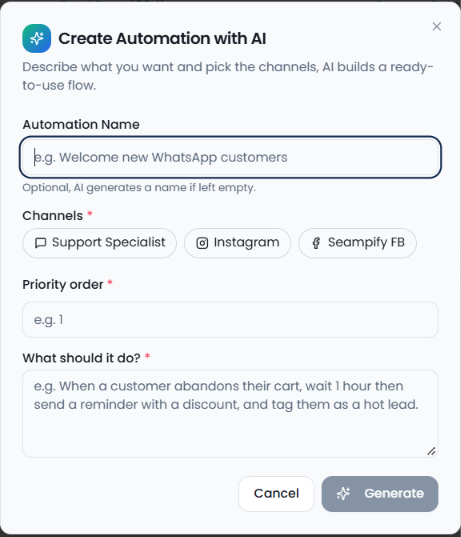 Create Automation with AI
Describe what you want and pick the channels, AI builds a ready-
to-use flow.
Automation Name
e.g. Welcome new WhatsApp customers
Optional, AI generates a name if left empty.
Channels *
Support Specialist Instagram Seampify FB
Priority order *
e.g. 1
What should it do? *
e.g. When a customer abandons their cart, wait 1 hour then
send a reminder with a discount, and tag them as a hot lead.
Cancel Generate